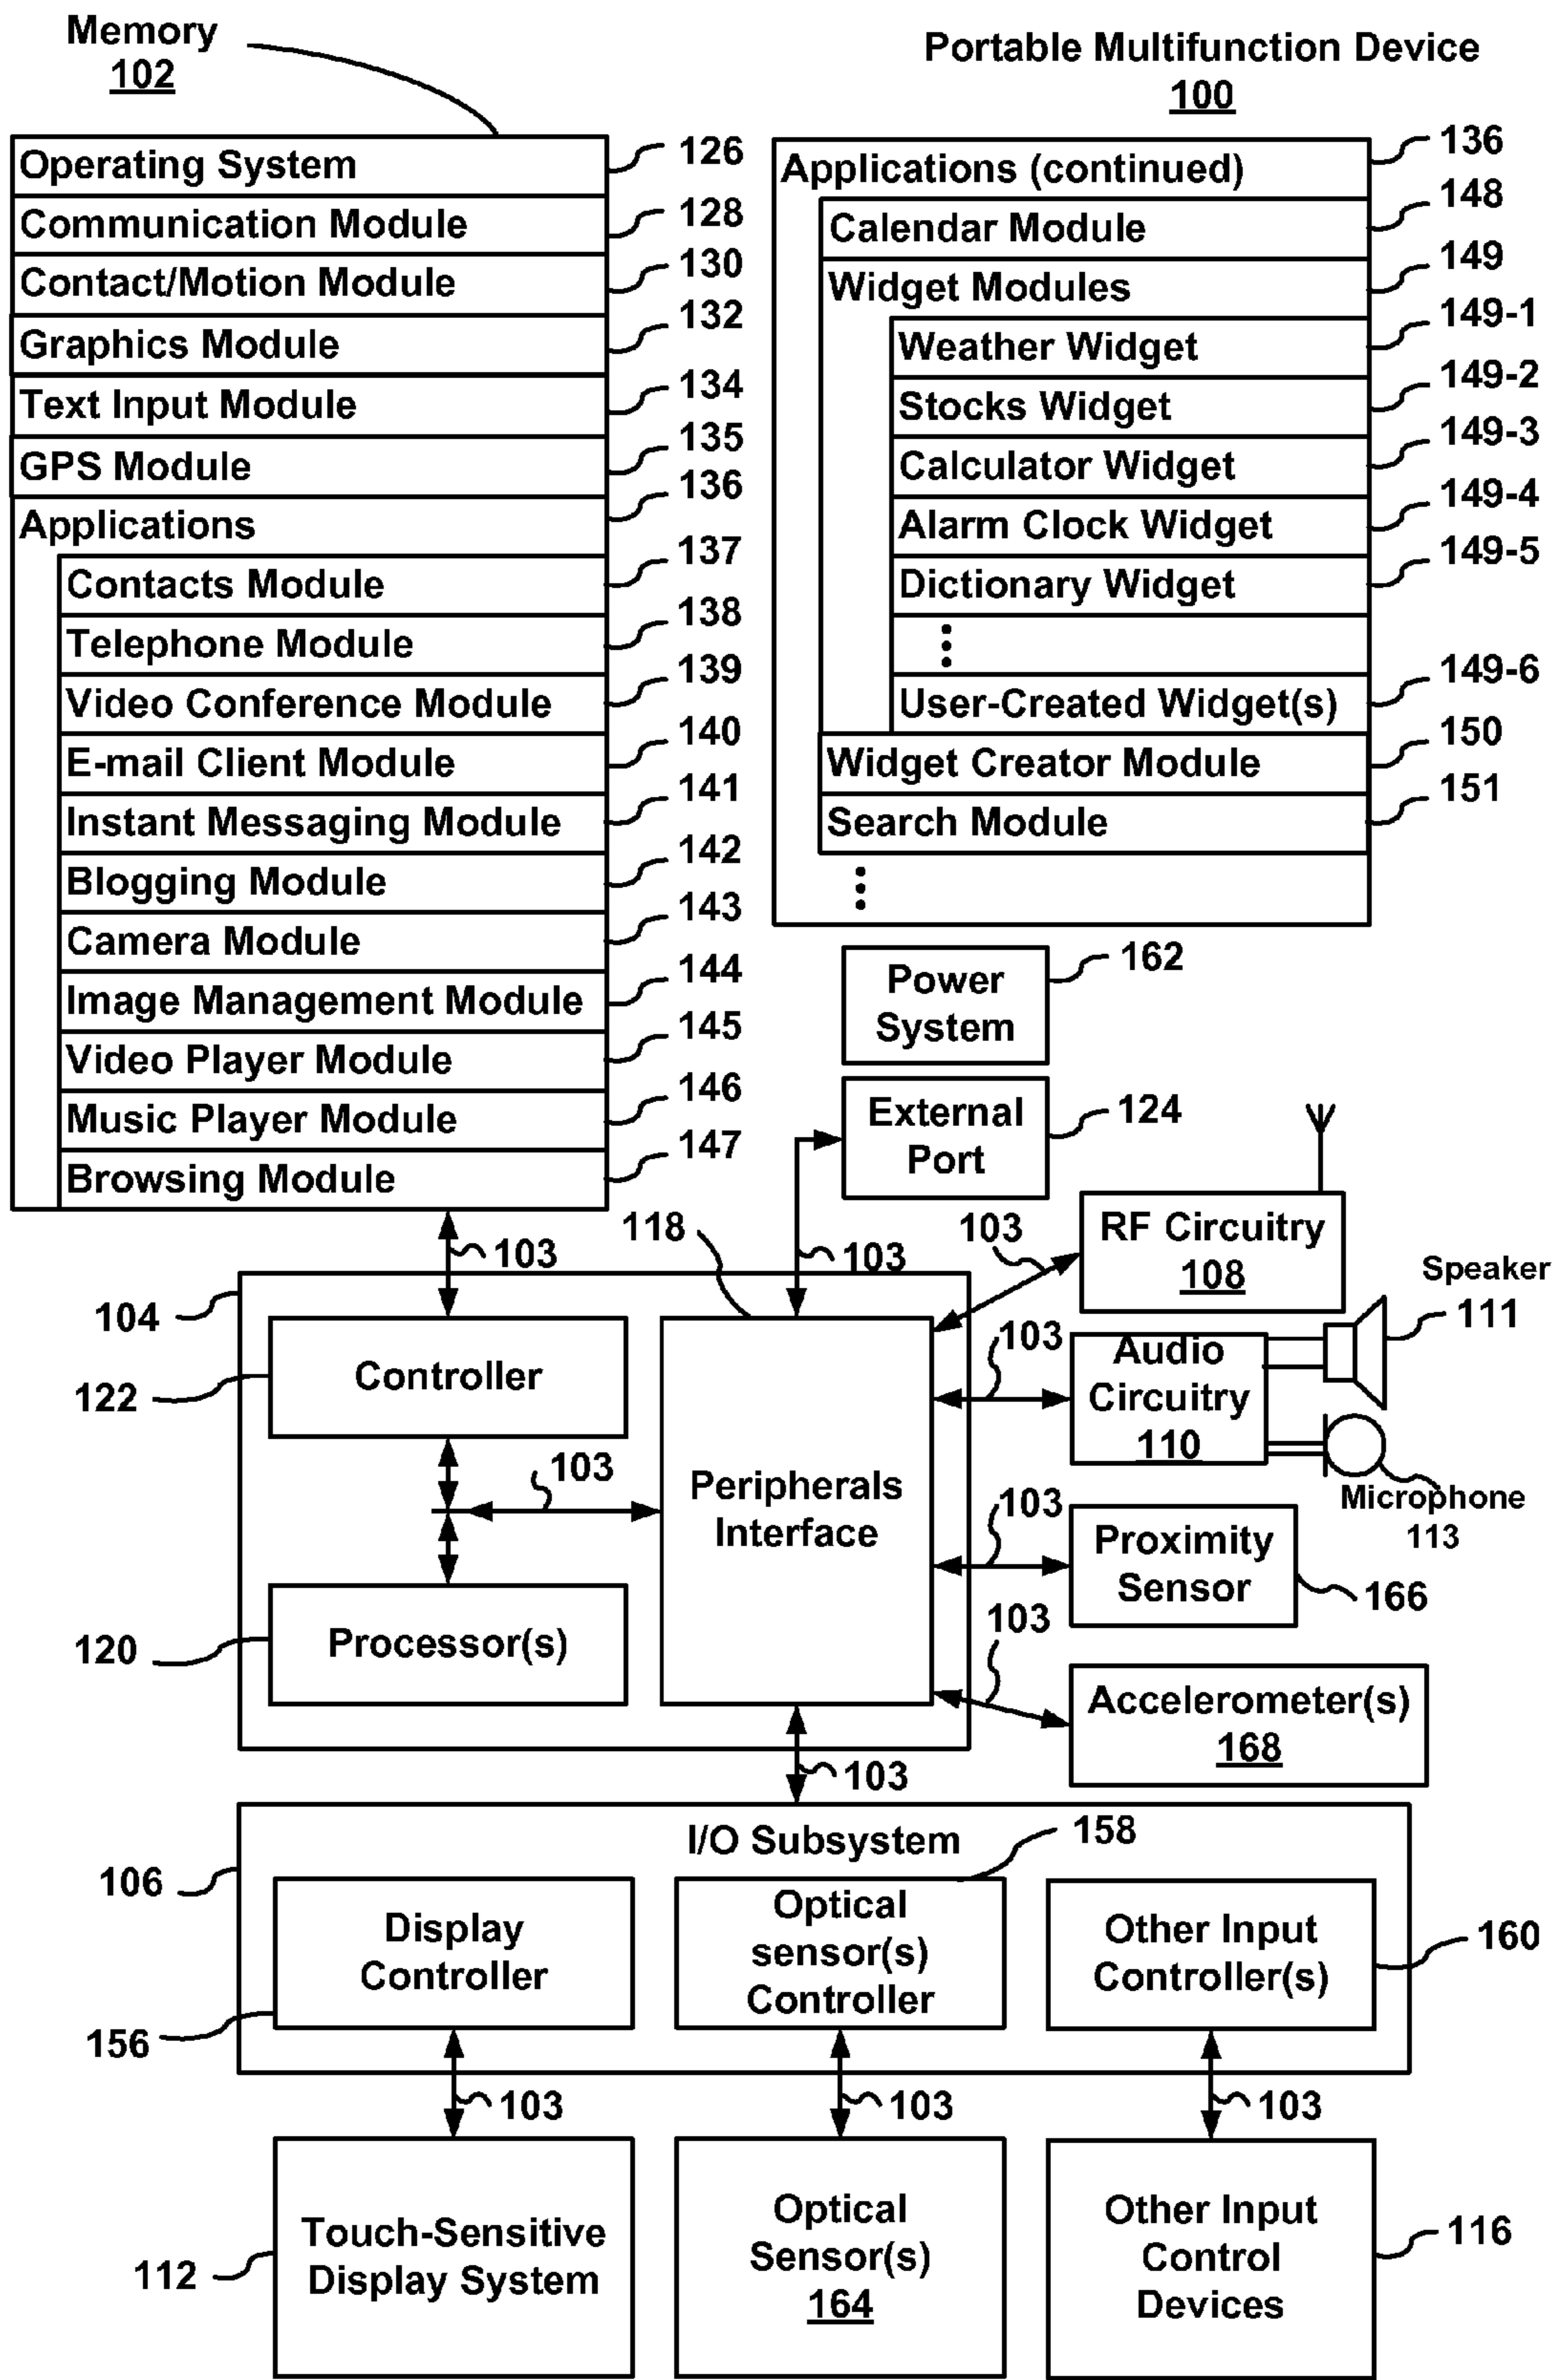 Memory
102
Portable Multifunction Device
100
Operating System
126
Communication Module
128
Contact/Motion Module
130
Graphics Module
132
Text Input Module
134
GPS Module
135
Applications
136
Contacts Module
137
Telephone Module
138
Video Conference Module
139
E-mail Client Module
140
Instant Messaging Module
141
Blogging Module
142
Camera Module
143
Image Management Module
144
Video Player Module
145
Music Player Module
146
Browsing Module
147
Applications (continued)
136
Calendar Module
148
Widget Modules
149
Weather Widget
149-1
Stocks Widget
149-2
Calculator Widget
149-3
Alarm Clock Widget
149-4
Dictionary Widget
149-5
User-Created Widget(s)
149-6
Widget Creator Module
150
Search Module
151
Power
System
162
External
Port
124
103
118
103
103
RF Circuitry
108
Speaker
111
104
Controller
122
103
Audio
Circuitry
110
103
Peripherals
Interface
Microphone
113
103
Proximity
Sensor
166
Processor(s)
120
103
Accelerometer(s)
168
103
I/O Subsystem
158
106
Display
Controller
156
Optical
sensor(s)
Controller
Other Input
Controller(s)
160
103
103
103
Touch-Sensitive
Display System
112
Optical
Sensor(s)
164
Other Input
Control
Devices
116